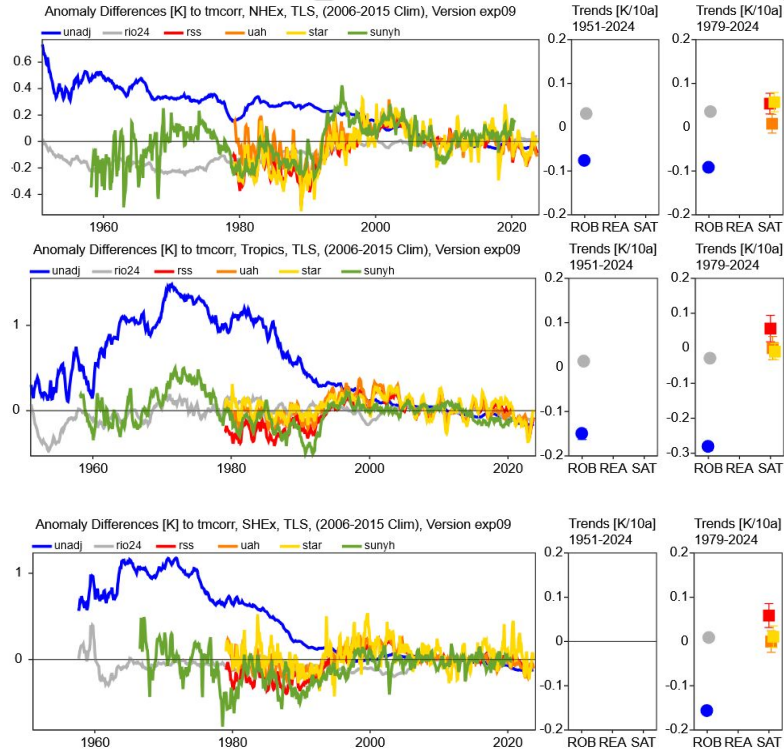 Anomaly Differences [K] to tmcorr, NHEx, TLS, (2006-2015 Clim), Version exp09
unadj rio24 rss uah star sunyh
0.6
0.4
0.2
0
0.2
0.4
1960 1980 2000 2020
Trends [K/10a]
1951-2024
0.2
0.1
0
-0.1
-0.2
ROB REA SAT
Trends [K/10a]
1979-2024
0.2
0.1
0
-0.1
-0.2
ROB REA SAT
Anomaly Differences [K] to tmcorr, Tropics, TLS, (2006-2015 Clim), Version exp09
unadj rio24 rss uah star sunyh
1
0
1960 1980 2000 2020
Trends [K/10a]
1951-2024
0.2
0.1
0
-0.1
-0.2
ROB REA SAT
Trends [K/10a]
1979-2024
0.2
0.1
0
-0.1
-0.2
-0.3
ROB REA SAT
Anomaly Differences [K] to tmcorr, SHEx, TLS, (2006-2015 Clim), Version exp09
unadj rio24 rss uah star sunyh
1
0
1960 1980 2000 2020
Trends [K/10a]
1951-2024
0.2
0.1
0
-0.1
-0.2
ROB REA SAT
Trends [K/10a]
1979-2024
0.2
0.1
0
-0.1
-0.2
ROB REA SAT